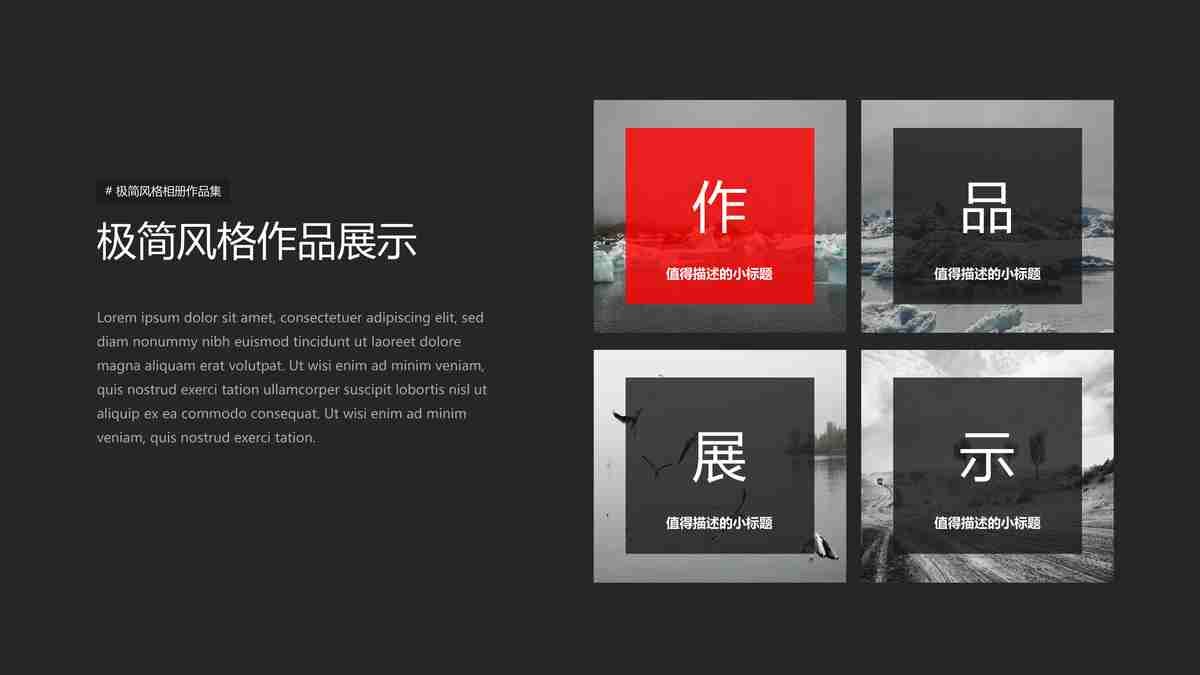 # 极简风格相册作品集
极简风格作品展示
Lorem ipsum dolor sit amet, consectetuer adipiscing elit, sed
diam nonummy nibh euismod tincidunt ut laoreet dolore
magna aliquam erat volutpat. Ut wisi enim ad minim veniam,
quis nostrud exerci tation ullamcorper suscipit lobortis nisl ut
aliquip ex ea commodo consequat. Ut wisi enim ad minim
veniam, quis nostrud exerci tation.
作
值得描述的小标题
品
值得描述的小标题
展
值得描述的小标题
示
值得描述的小标题